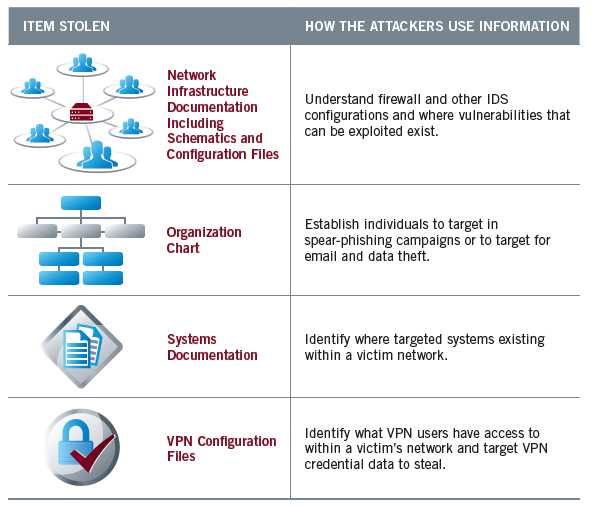 ITEM STOLEN
HOW THE ATTACKERS USE INFORMATION
Network
Infrastructure
Documentation
Including
Schematics and
Configuration Files
Understand firewall and other IDS
configurations and where vulnerabilities that
can be exploited exist.
Organization
Chart
Establish individuals to target in
spear-phishing campaigns or to target for
email and data theft.
Systems
Documentation
Identify where targeted systems existing
within a victim network.
VPN Configuration
Files
Identify what VPN users have access to
within a victim's network and target VPN
credential data to steal.